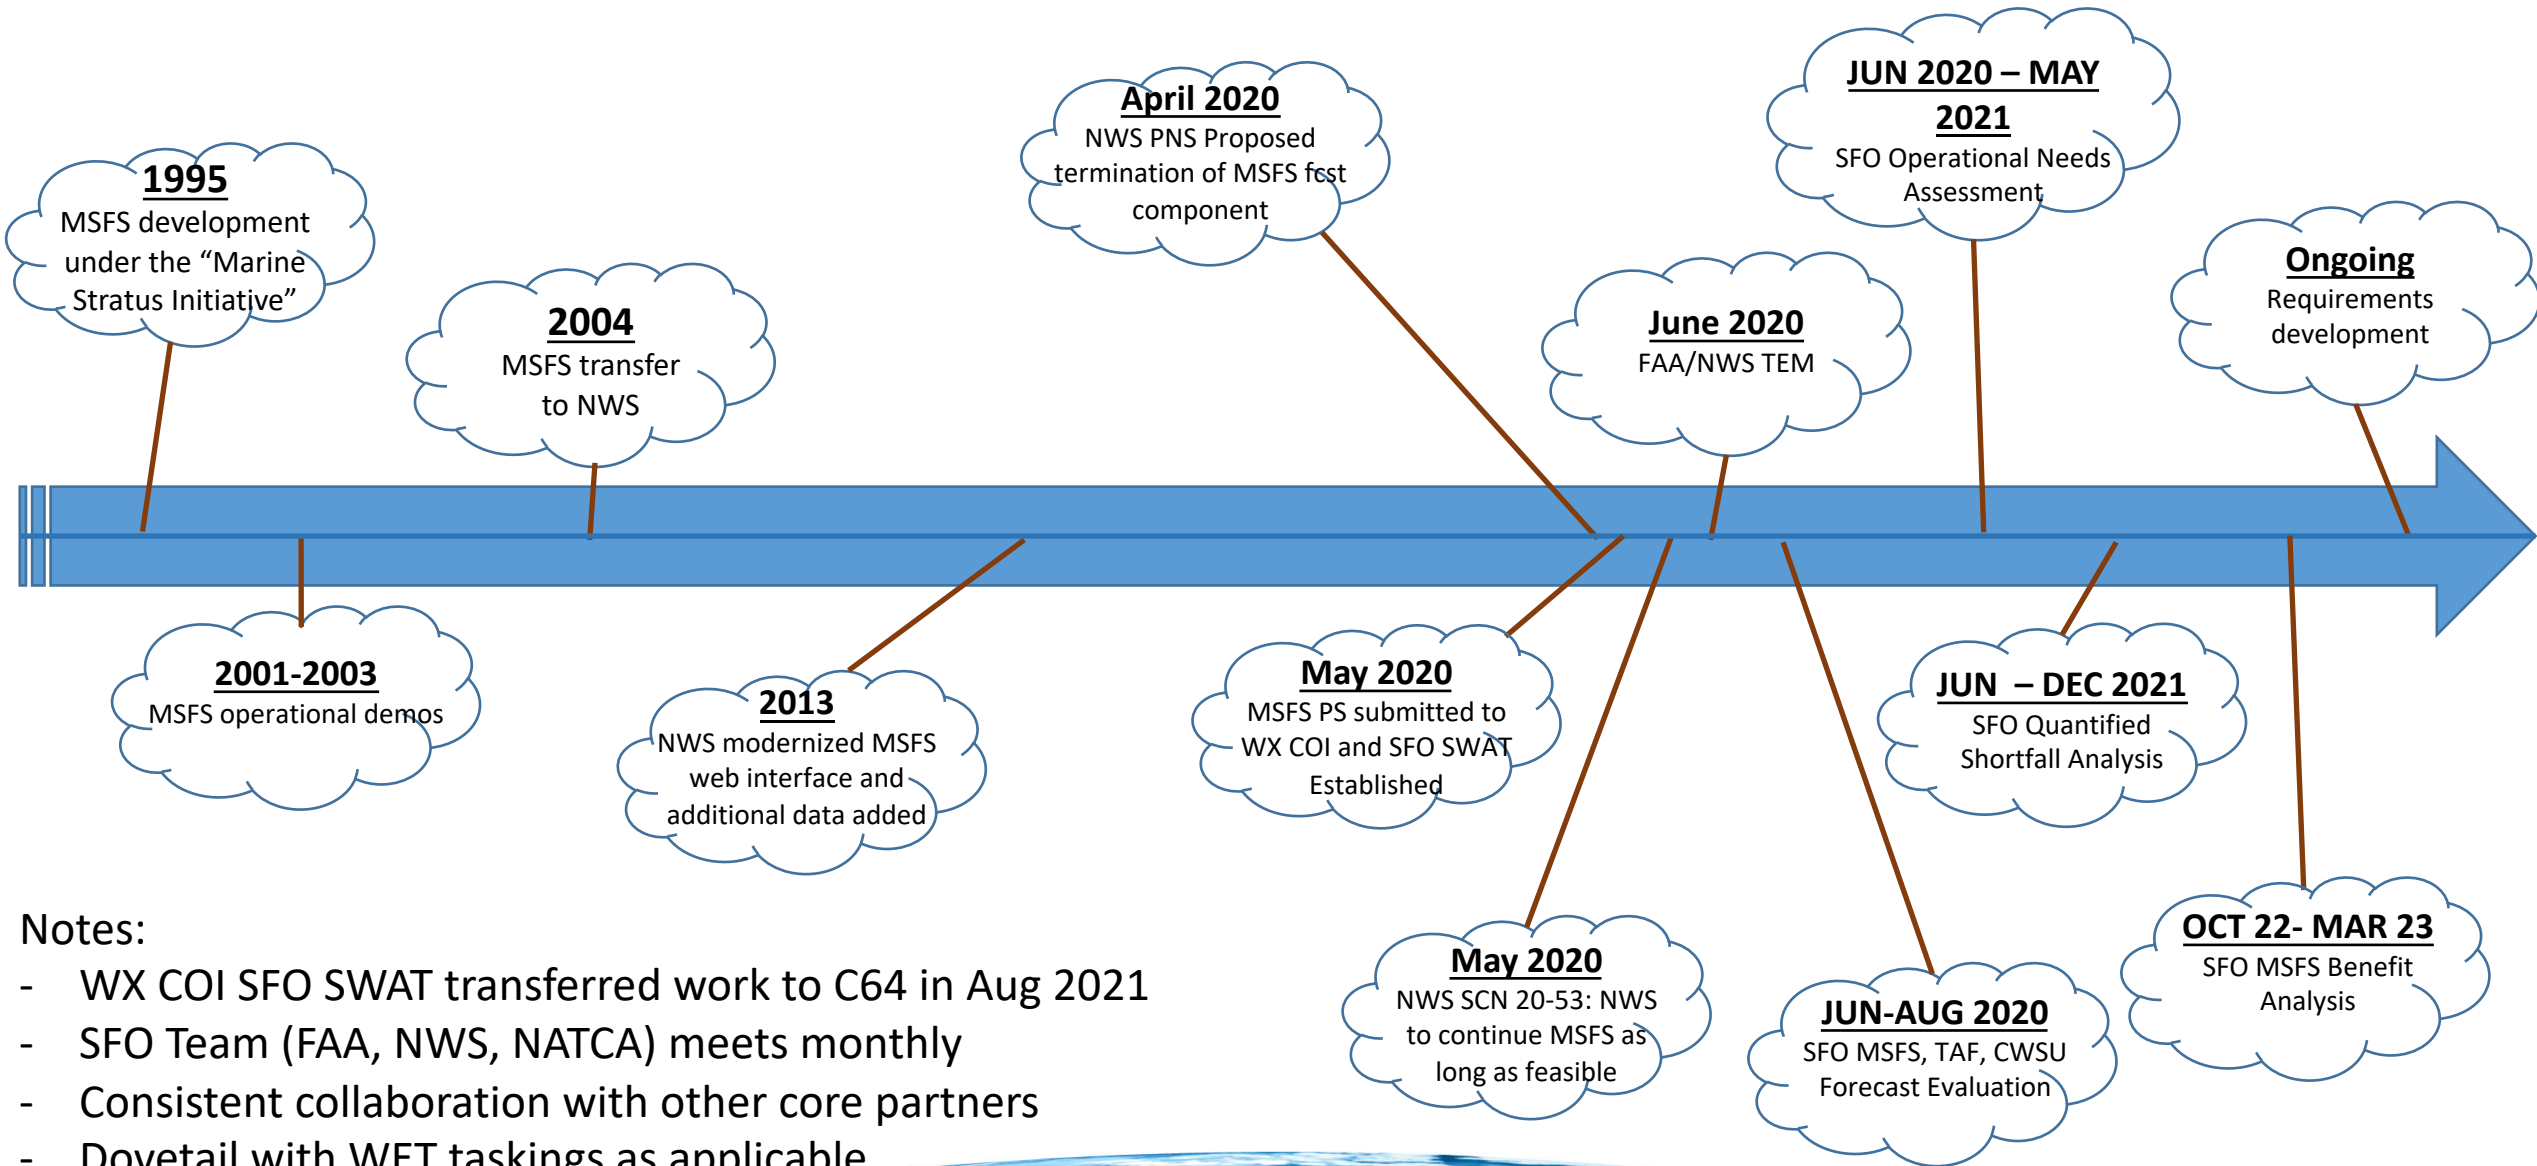 1995
MSFS development
under the “Marine
Stratus Initiative”
2001-2003
MSFS operational demos
2004
MSFS transfer
to NWS
2013
NWS modernized MSFS
web interface and
additional data added
April 2020
NWS PNS Proposed
termination of MSFS fcst
component
May 2020
MSFS PS submitted to
WX COI and SFO SWAT
Established
May 2020
NWS SCN 20-53: NWS
to continue MSFS as
long as feasible
June 2020
FAA/NWS TEM
JUN-AUG 2020
SFO MSFS, TAF, CWSU
Forecast Evaluation
JUN 2020 – MAY
2021
SFO Operational Needs
Assessment
JUN – DEC 2021
SFO Quantified
Shortfall Analysis
OCT 22- MAR 23
SFO MSFS Benefit
Analysis
Ongoing
Requirements
development
Notes:
- WX COI SFO SWAT transferred work to C64 in Aug 2021
- SFO Team (FAA, NWS, NATCA) meets monthly
- Consistent collaboration with other core partners
- Dovetail with WET taskings as applicable